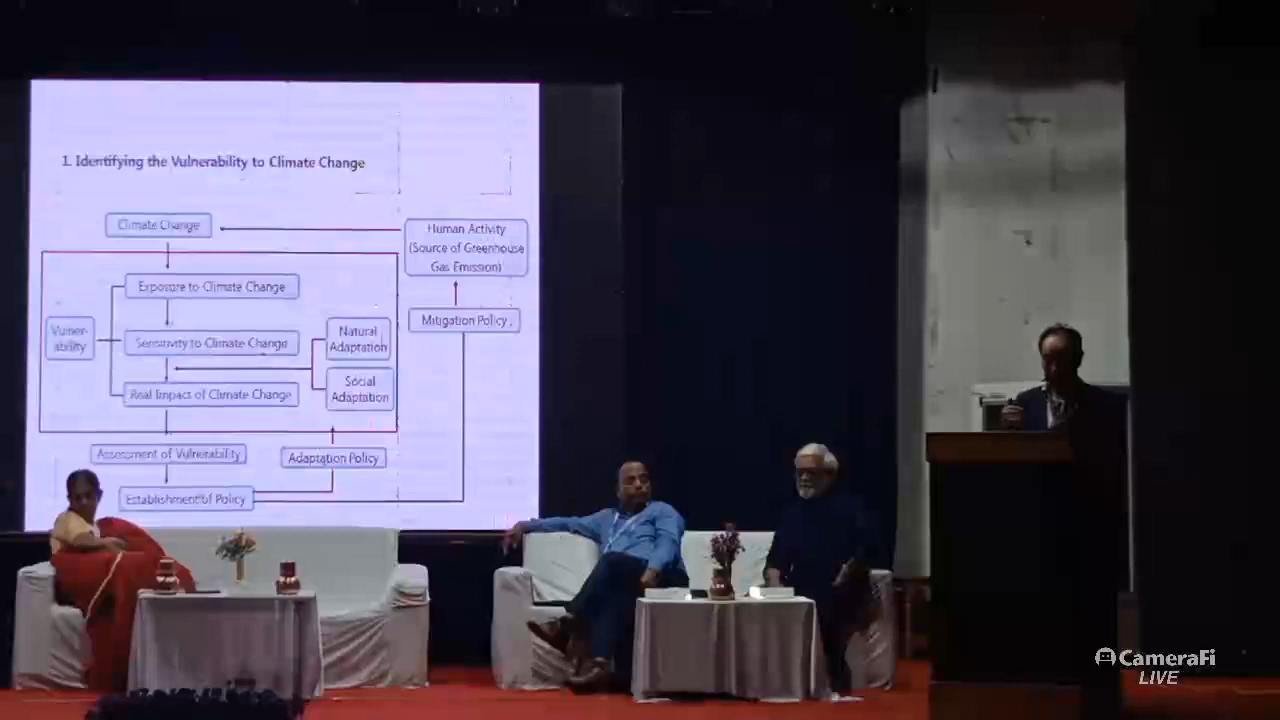 1. Identifying the Vulnerability to Climate Change
Climate Change
Human Activity
(Source of Greenhouse
Gas Emission)
Exposure to Climate Change
Mitigation Policy
Vulner-
ability
Sensitivity to Climate Change
Natural
Adaptation
Real Impact of Climate Change
Social
Adaptation
Assessment of Vulnerability
Adaptation Policy
Establishment of Policy
CameraFi
LIVE